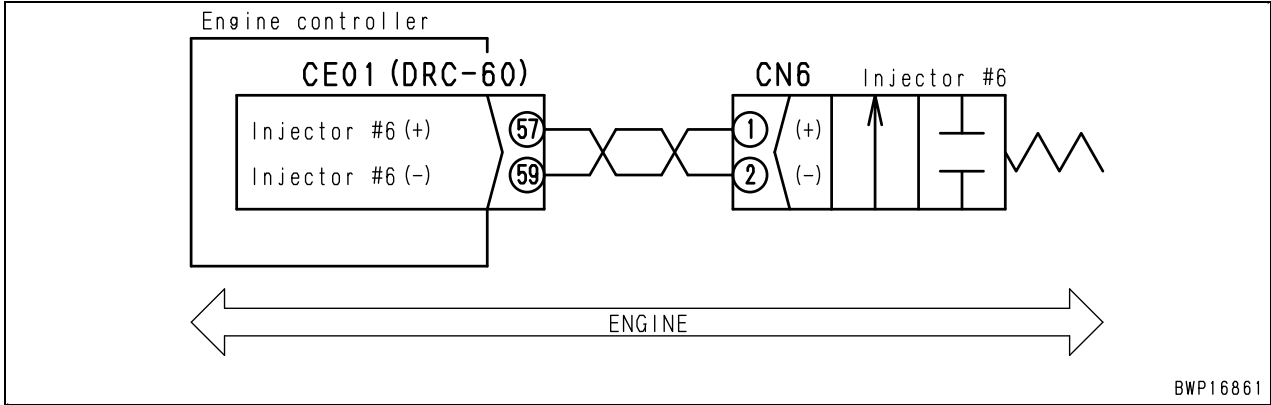 Engine controller
CE01 (DRC-60)
CN6
Injector #6
Injector #6 (+)
57
1
(+)
Injector #6 (-)
59
2
(-)
ENGINE
BWP16861